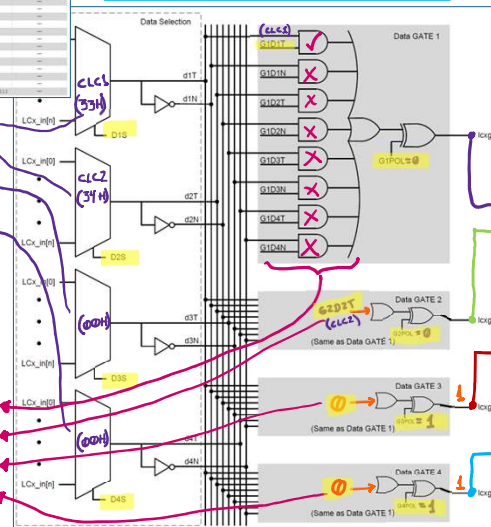 Data Selection
LCx_in[n]
D1S
CLC1
(33H)
d1T
d1N
LCx_in[0]
LCx_in[n]
D2S
CLC2
(34H)
d2T
d2N
LCx_in[0]
LCx_in[n]
D3S
(00H)
d3T
d3N
LCx_in[0]
LCx_in[n]
D4S
(00H)
d4T
d4N
Data GATE 1
(CLC1)
G1D1T
G1D1N
G1D2T
G1D2N
G1D3T
G1D3N
G1D4T
G1D4N
G1POL=0
lcxg
Data GATE 2
G2D2T
(CLC2)
G2POL=0
(Same as Data GATE 1)
lcxg
Data GATE 3
0
G3POL=1
1
(Same as Data GATE 1)
lcxg
Data GATE 4
0
G4POL=1
1
(Same as Data GATE 1)
lcxg